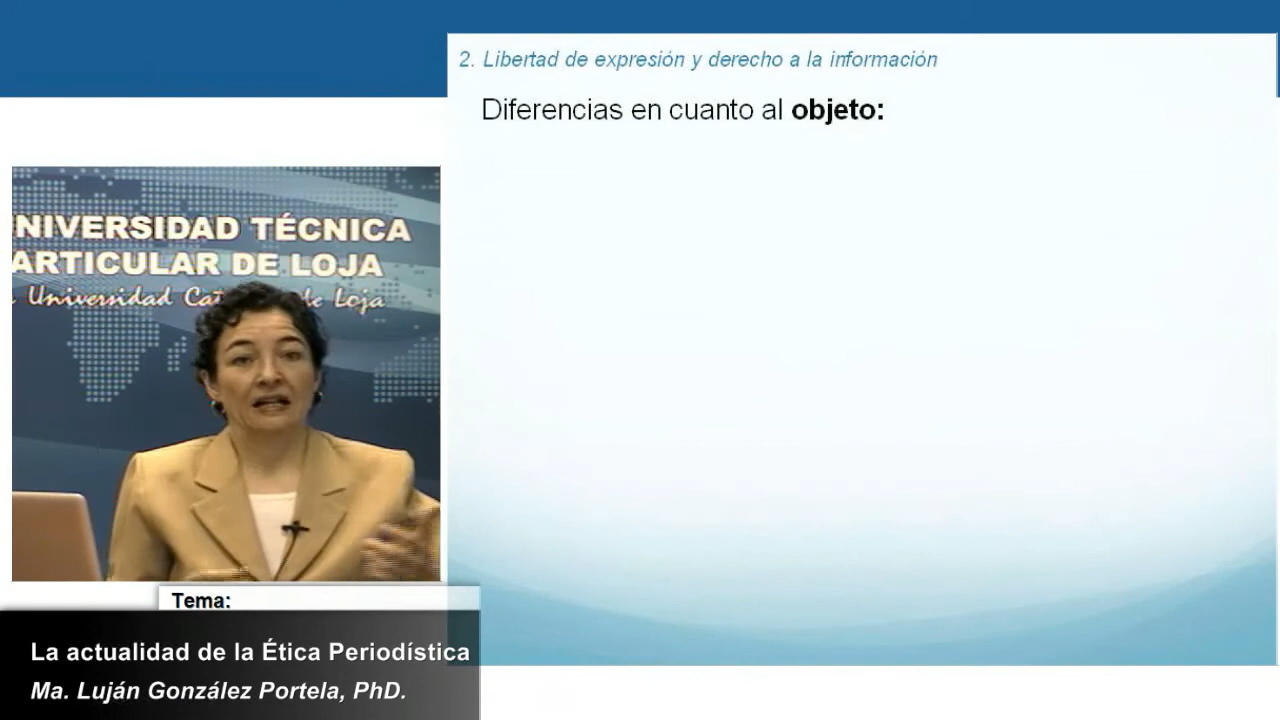 2. Libertad de expresión y derecho a la información
Diferencias en cuanto al objeto:
NIVERSIDAD TÉCNICA
ARTICULAR DE LOJA
Universidad Cat de Loja
Tema:
La actualidad de la Ética Periodística
Ma. Luján González Portela, PhD.